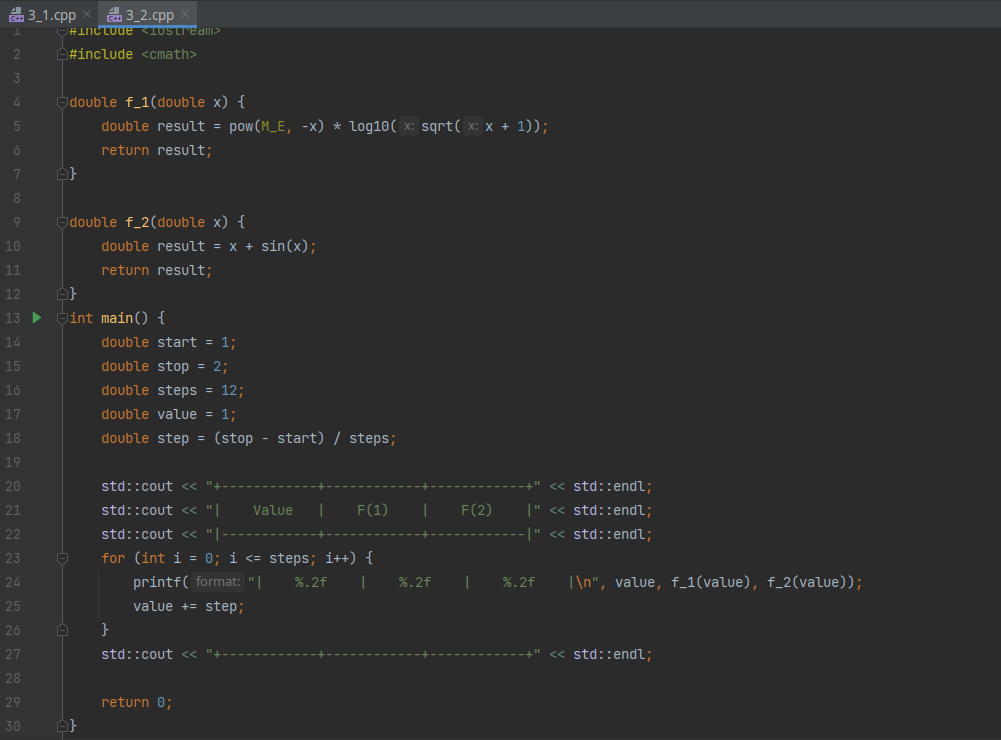 3_1.cpp 3_2.cpp
1 #include <iostream>
2 #include <cmath>
3
4 double f_1(double x) {
5     double result = pow(M_E, -x) * log10( x: sqrt( x: x + 1));
6     return result;
7 }
8
9 double f_2(double x) {
10     double result = x + sin(x);
11     return result;
12 }
13 int main() {
14     double start = 1;
15     double stop = 2;
16     double steps = 12;
17     double value = 1;
18     double step = (stop - start) / steps;
19
20     std::cout << "+------------+------------+------------+" << std::endl;
21     std::cout << "|    Value   |    F(1)    |    F(2)    |" << std::endl;
22     std::cout << "|------------+------------+------------|" << std::endl;
23     for (int i = 0; i <= steps; i++) {
24         printf( format: "|    %.2f    |    %.2f    |    %.2f    |\n", value, f_1(value), f_2(value));
25         value += step;
26     }
27     std::cout << "+------------+------------+------------+" << std::endl;
28
29     return 0;
30 }